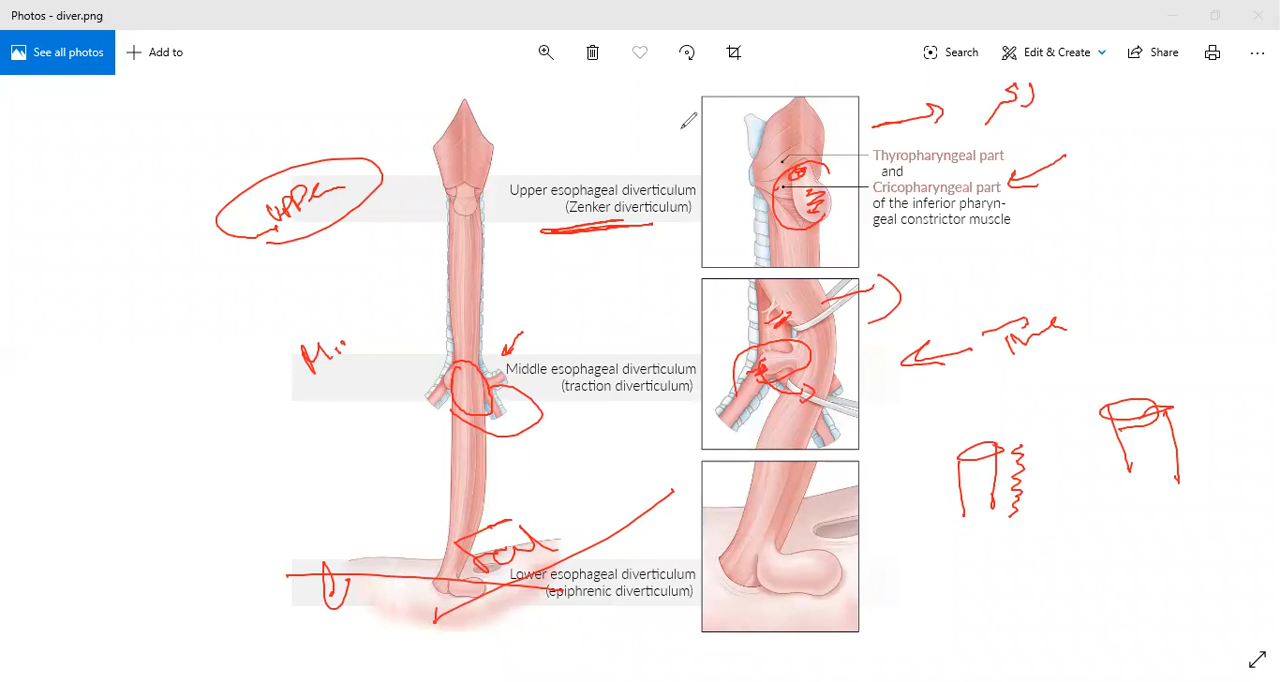 Photos - diver.png
See all photos
Add to
Search
Edit & Create
Share
Upper
Upper esophageal diverticulum
(Zenker diverticulum)
Thyropharyngeal part
and
Cricopharyngeal part
of the inferior pharyn-
geal constrictor muscle
Mi
Middle esophageal diverticulum
(traction diverticulum)
Lower esophageal diverticulum
(epiphrenic diverticulum)